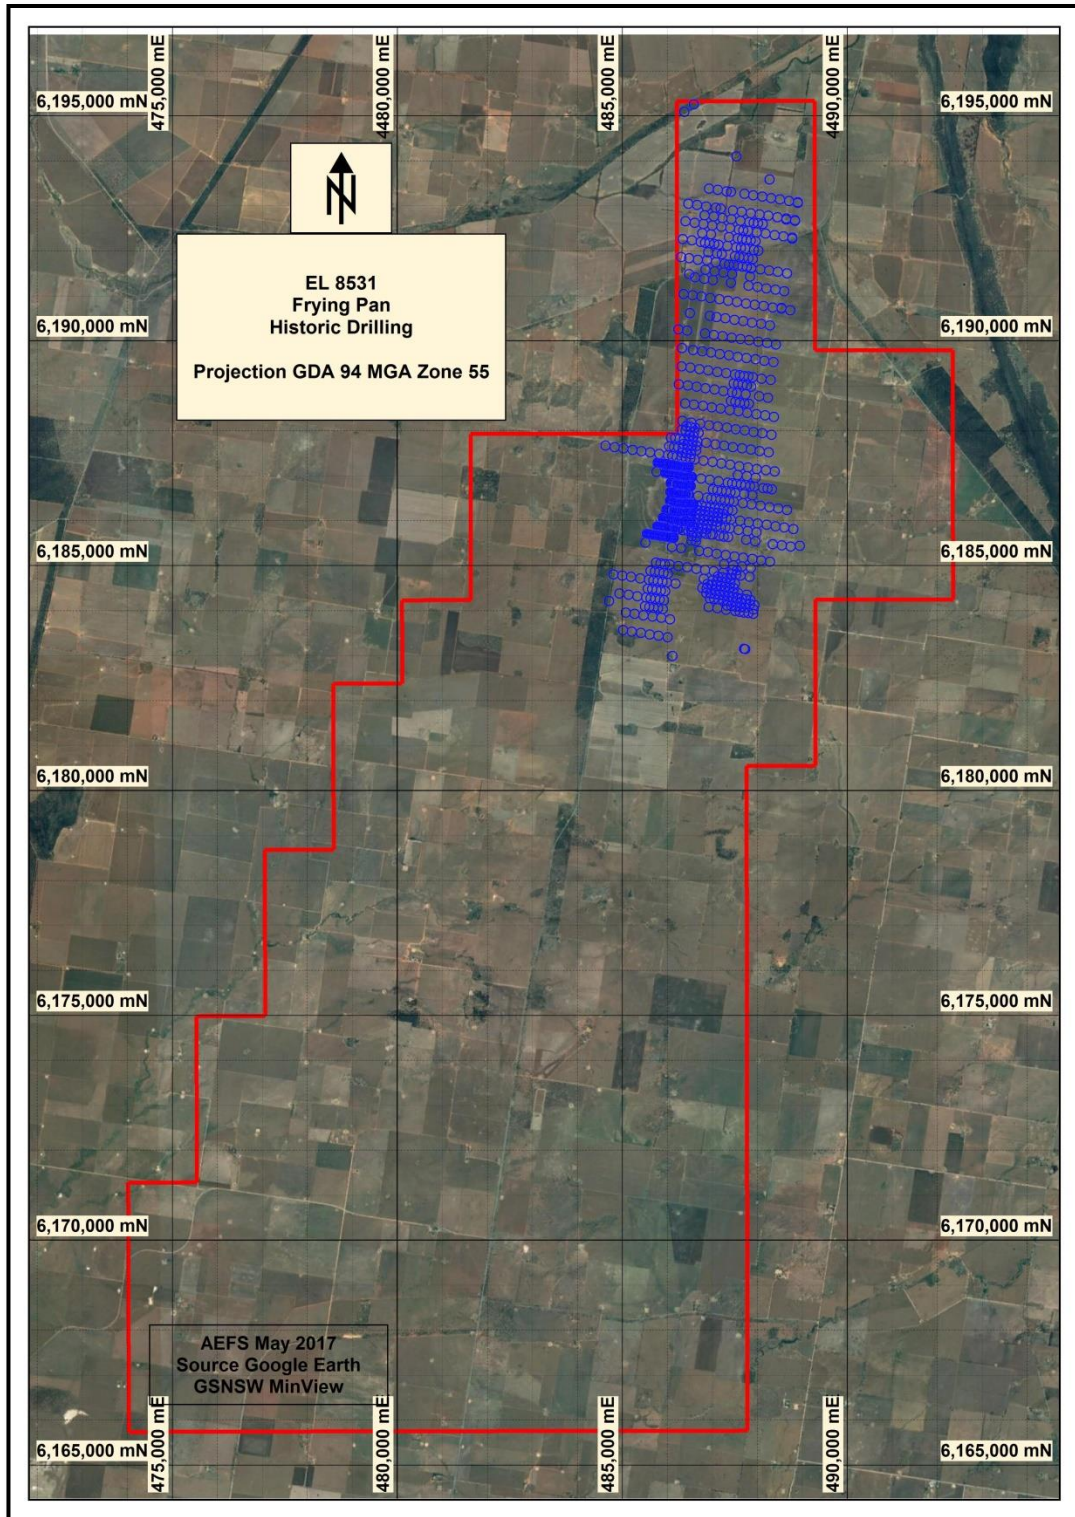 475,000 mE
4480,000 mE
485,000 mE
4490,000 mE
6,195,000 mN
6,195,000 mN
N
EL 8531
Frying Pan
Historic Drilling
Projection GDA 94 MGA Zone 55
6,190,000 mN
6,190,000 mN
6,185,000 mN
6,185,000 mN
6,180,000 mN
6,180,000 mN
6,175,000 mN
6,175,000 mN
6,170,000 mN
6,170,000 mN
AEFS May 2017
Source Google Earth
GSNSW MinView
475,000 mE
480,000 mE
485,000 mE
490,000 mE
6,165,000 mN
6,165,000 mN